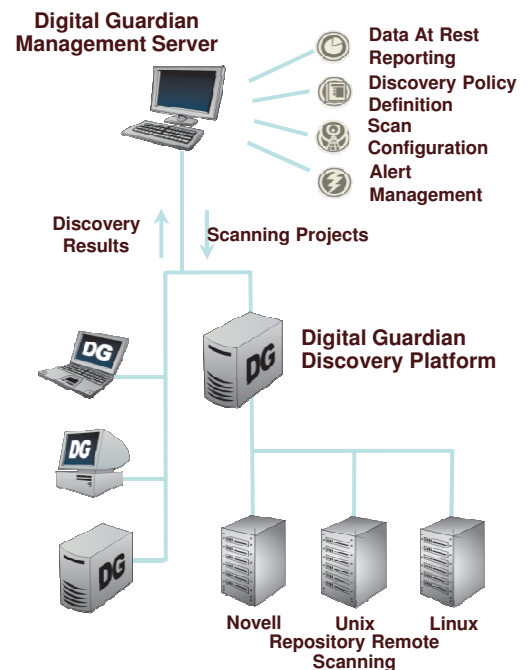 Digital Guardian
Management Server
Data At Rest
Reporting
Discovery Policy
Definition
Scan
Configuration
Alert
Management
Discovery
Results
Scanning Projects
DG
DG
Digital Guardian
Discovery Platform
DG
DG
Novell
Unix
Linux
Repository Remote
Scanning